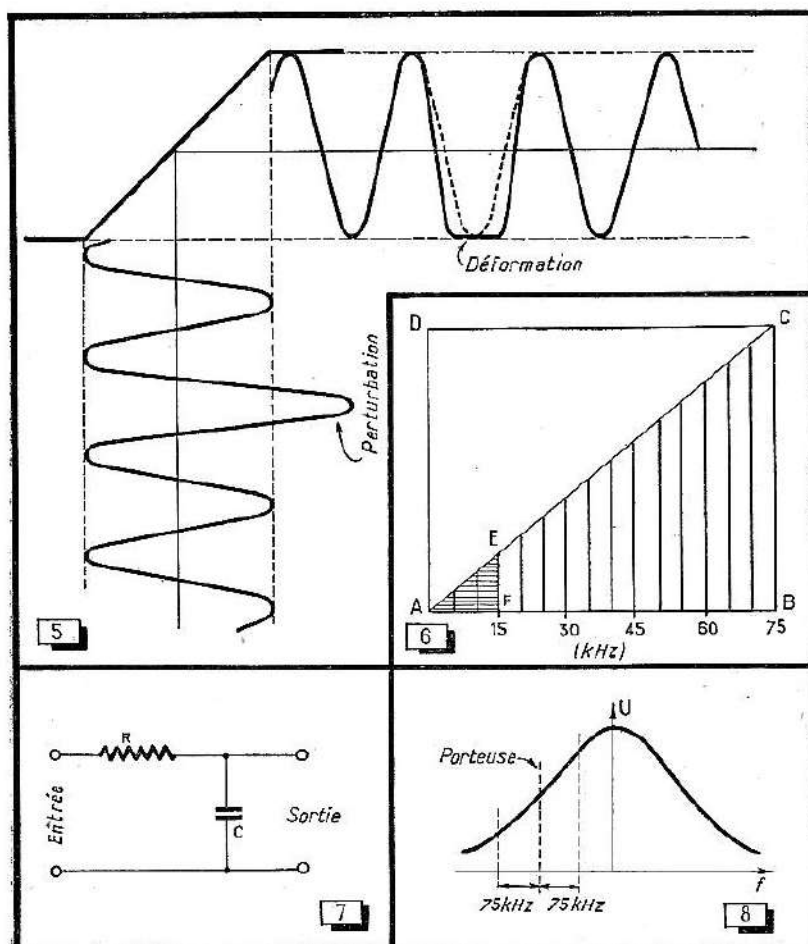 Déformation
Perturbation
5
D
C
E
A
F
B
15
30
45
60
75
(kHz)
6
R
Entrée
C
Sortie
7
U
Porteuse
f
75kHz
75kHz
8